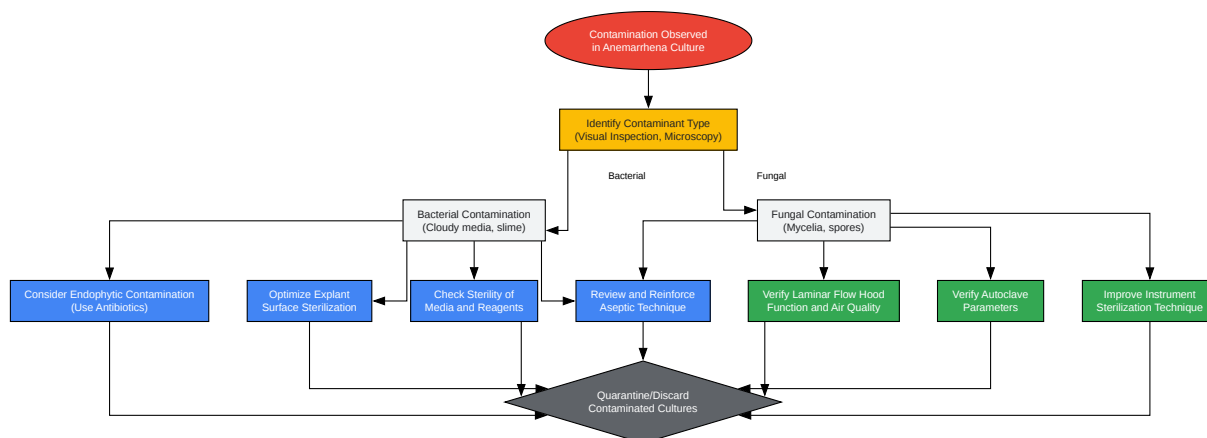 Contamination Observed
in Anemarrhena Culture
Identify Contaminant Type
(Visual Inspection, Microscopy)
Bacterial
Fungal
Bacterial Contamination
(Cloudy media, slime)
Fungal Contamination
(Mycelia, spores)
Consider Endophytic Contamination
(Use Antibiotics)
Optimize Explant
Surface Sterilization
Check Sterility of
Media and Reagents
Review and Reinforce
Aseptic Technique
Verify Laminar Flow Hood
Function and Air Quality
Verify Autoclave
Parameters
Improve Instrument
Sterilization Technique
Quarantine/Discard
Contaminated Cultures